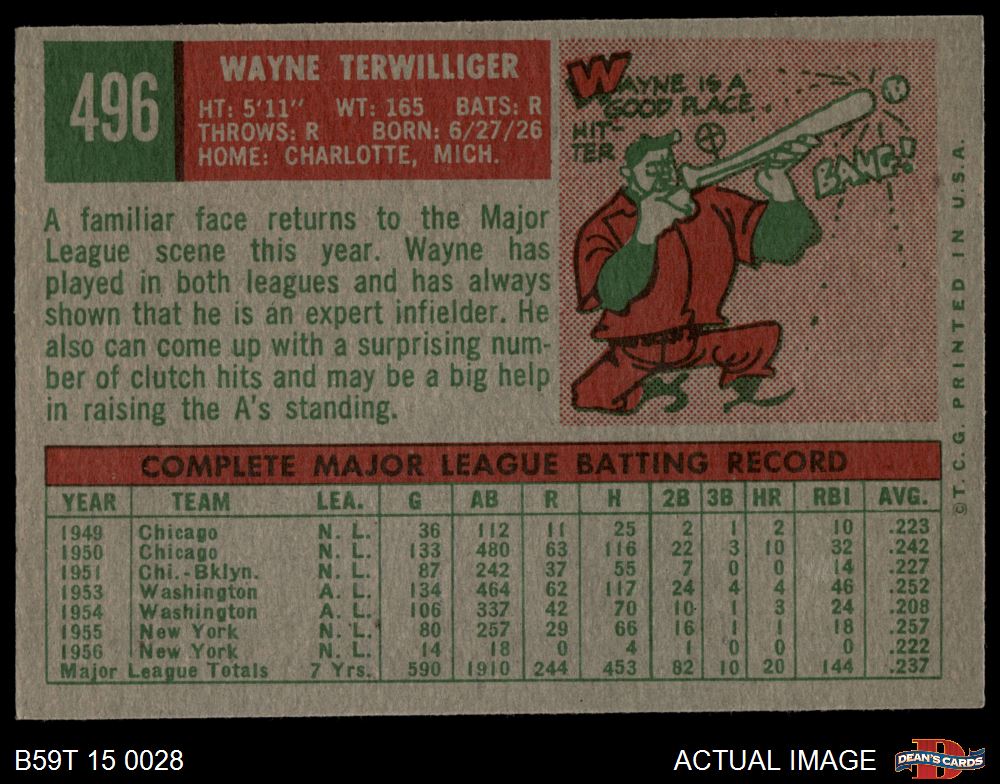 496
WAYNE TERWILLIGER
HT: 5'11" WT: 165 BATS: R
THROWS: R BORN: 6/27/26
HOME: CHARLOTTE, MICH.
WAYNE IS A
GOOD PLACE
HIT-
TER
H
BANG!
A familiar face returns to the Major
League scene this year. Wayne has
played in both leagues and has always
shown that he is an expert infielder. He
also can come up with a surprising num-
ber of clutch hits and may be a big help
in raising the A's standing.
©T. C. G. PRINTED IN U.S.A.
COMPLETE MAJOR LEAGUE BATTING RECORD
YEAR TEAM LEA. G AB R H 2B 3B HR RBI AVG.
1949 Chicago N. L. 36 112 11 25 2 1 2 10 .223
1950 Chicago N. L. 133 480 63 116 22 3 10 32 .242
1951 Chi.-Bklyn. N. L. 87 242 37 55 7 0 0 14 .227
1953 Washington A. L. 134 464 62 117 24 4 4 46 .252
1954 Washington A. L. 106 337 42 70 10 1 3 24 .208
1955 New York N. L. 80 257 29 66 16 1 1 18 .257
1956 New York N. L. 14 18 0 4 1 0 0 0 .222
Major League Totals 7 Yrs. 590 1910 244 453 82 10 20 144 .237
B59T 15 0028
ACTUAL IMAGE
DEAN'S CARDS